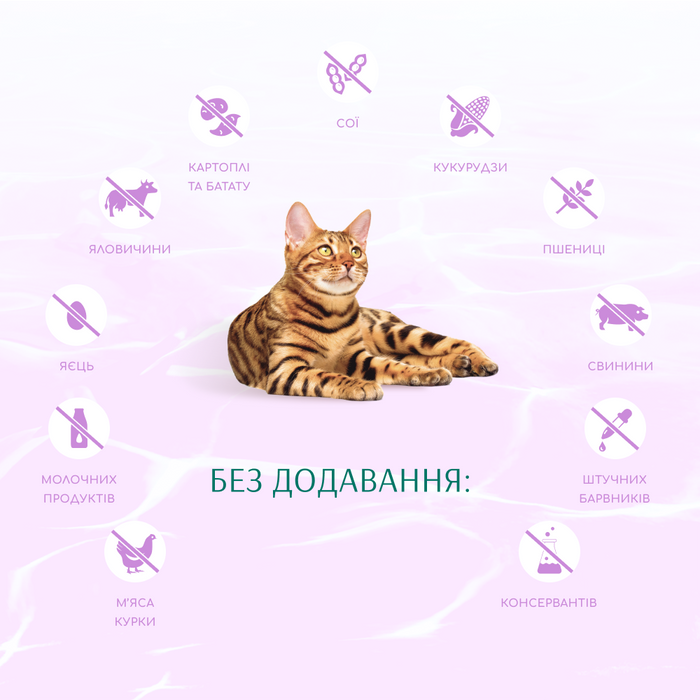 СОЇ
КАРТОПЛІ
ТА БАТАТУ
КУКУРУДЗИ
ЯЛОВИЧИНИ
ПШЕНИЦІ
ЯЄЦЬ
СВИНИНИ
БЕЗ ДОДАВАННЯ:
МОЛОЧНИХ
ПРОДУКТІВ
ШТУЧНИХ
БАРВНИКІВ
М'ЯСА
КУРКИ
КОНСЕРВАНТІВ